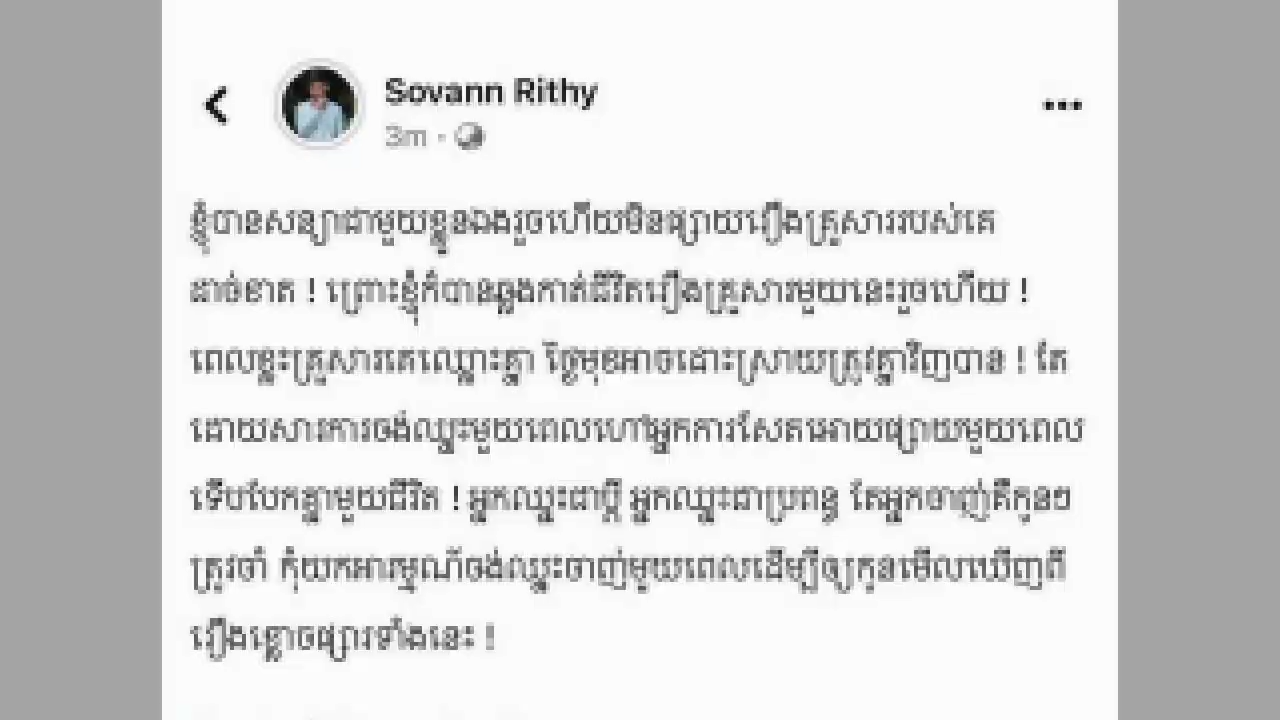 Sovann Rithy
3m
ខ្ញុំបានសន្យាជាមួយខ្លួនឯងរួចហើយមិនផ្សាយរឿងគ្រួសាររបស់គេ
ដាច់ខាត ! ព្រោះខ្ញុំក៏បានឆ្លងកាត់ជីវិតរឿងគ្រួសារមួយនេះរួចហើយ !
ពេលខ្លះគ្រួសារគេឈ្លោះគ្នា ថ្ងៃមុខអាចដោះស្រាយត្រូវគ្នាវិញបាន ! តែ
ដោយសារការចង់ឈ្នះមួយពេលហៅអ្នកការសែតអោយផ្សាយមួយពេល
ទើបបែកគ្នាមួយជីវិត ! អ្នកឈ្នះជាប្តី អ្នកឈ្នះជាប្រពន្ធ តែអ្នកចាញ់គឺកូនៗ
ត្រូវចាំ កុំយកអារម្មណ៍ចង់ឈ្នះចាញ់មួយពេលដើម្បីឲ្យកូនមើលឃើញពី
រឿងខ្លោចផ្សារទាំងនេះ !